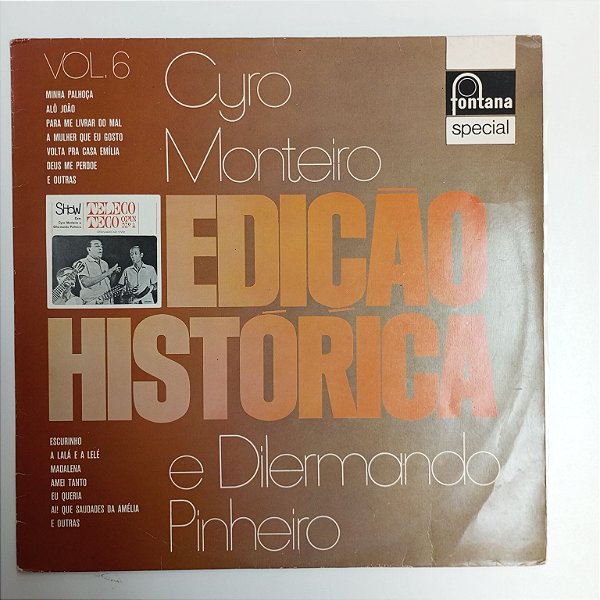 VOL. 6
MINHA PALHOÇA
ALÔ JOÃO
PARA ME LIVRAR DO MAL
A MULHER QUE EU GOSTO
VOLTA PRA CASA EMÍLIA
DEUS ME PERDOE
E OUTRAS
Cyro
Monteiro
fontana
special
EDIÇÃO
HISTÓRICA
Show
TELECO
TECO
ESCURINHO
A LALÁ E A LELÉ
MADALENA
AMEI TANTO
EU QUERIA
AI! QUE SAUDADES DA AMÉLIA
E OUTRAS
e Dilermando
Pinheiro